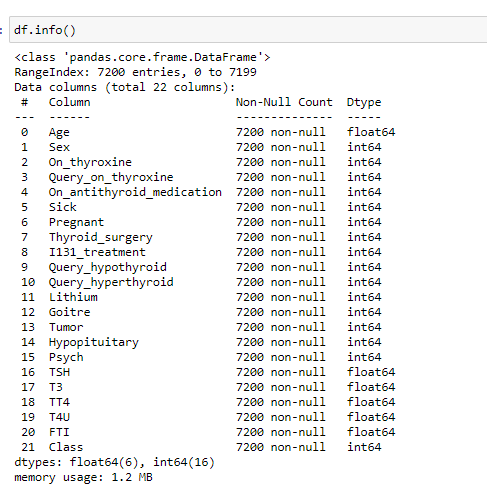 :
df.info()
<class 'pandas.core.frame.DataFrame'>
RangeIndex: 7200 entries, 0 to 7199
Data columns (total 22 columns):
 #   Column                     Non-Null Count  Dtype
---  ------                     --------------  -----
 0   Age                        7200 non-null   float64
 1   Sex                        7200 non-null   int64
 2   On_thyroxine               7200 non-null   int64
 3   Query_on_thyroxine         7200 non-null   int64
 4   On_antithyroid_medication  7200 non-null   int64
 5   Sick                       7200 non-null   int64
 6   Pregnant                   7200 non-null   int64
 7   Thyroid_surgery            7200 non-null   int64
 8   I131_treatment             7200 non-null   int64
 9   Query_hypothyroid          7200 non-null   int64
 10  Query_hyperthyroid         7200 non-null   int64
 11  Lithium                    7200 non-null   int64
 12  Goitre                     7200 non-null   int64
 13  Tumor                      7200 non-null   int64
 14  Hypopituitary              7200 non-null   int64
 15  Psych                      7200 non-null   int64
 16  TSH                        7200 non-null   float64
 17  T3                         7200 non-null   float64
 18  TT4                        7200 non-null   float64
 19  T4U                        7200 non-null   float64
 20  FTI                        7200 non-null   float64
 21  Class                      7200 non-null   int64
dtypes: float64(6), int64(16)
memory usage: 1.2 MB